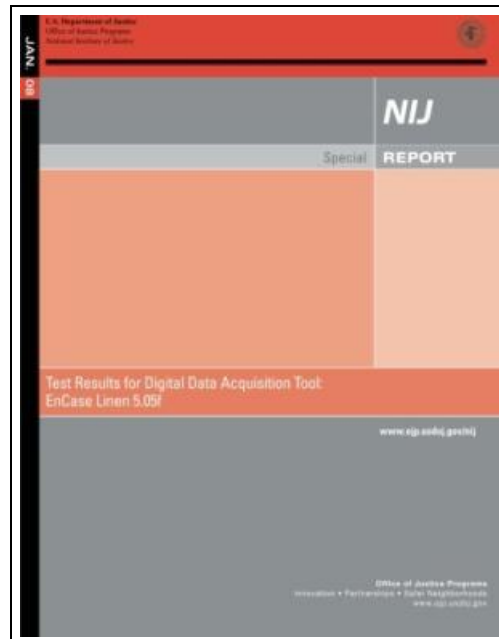 U.S. Department of Justice
Office of Justice Programs
National Institute of Justice
JAN. 08
NIJ
Special REPORT
Test Results for Digital Data Acquisition Tool:
EnCase Linen 5.05f
www.ojp.usdoj.gov/nij
Office of Justice Programs
Innovation • Partnerships • Safer Neighborhoods
www.ojp.usdoj.gov